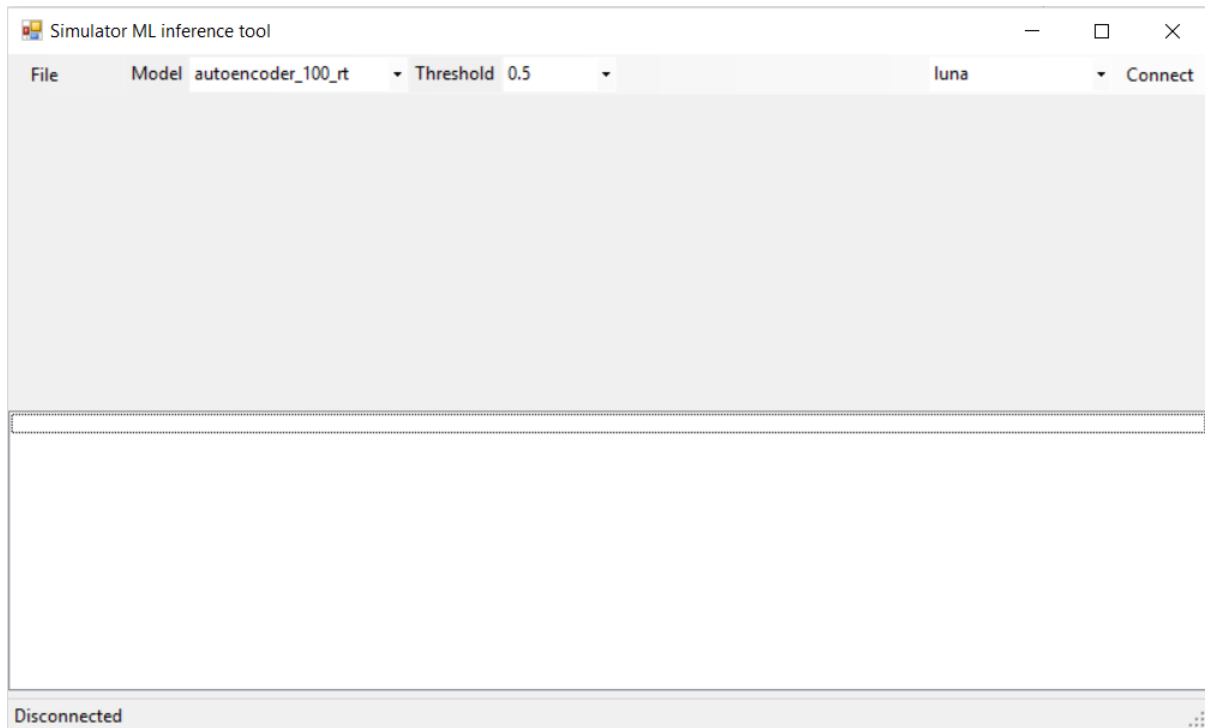 Simulator ML inference tool
File Model autoencoder_100_rt Threshold 0.5 luna Connect
Disconnected